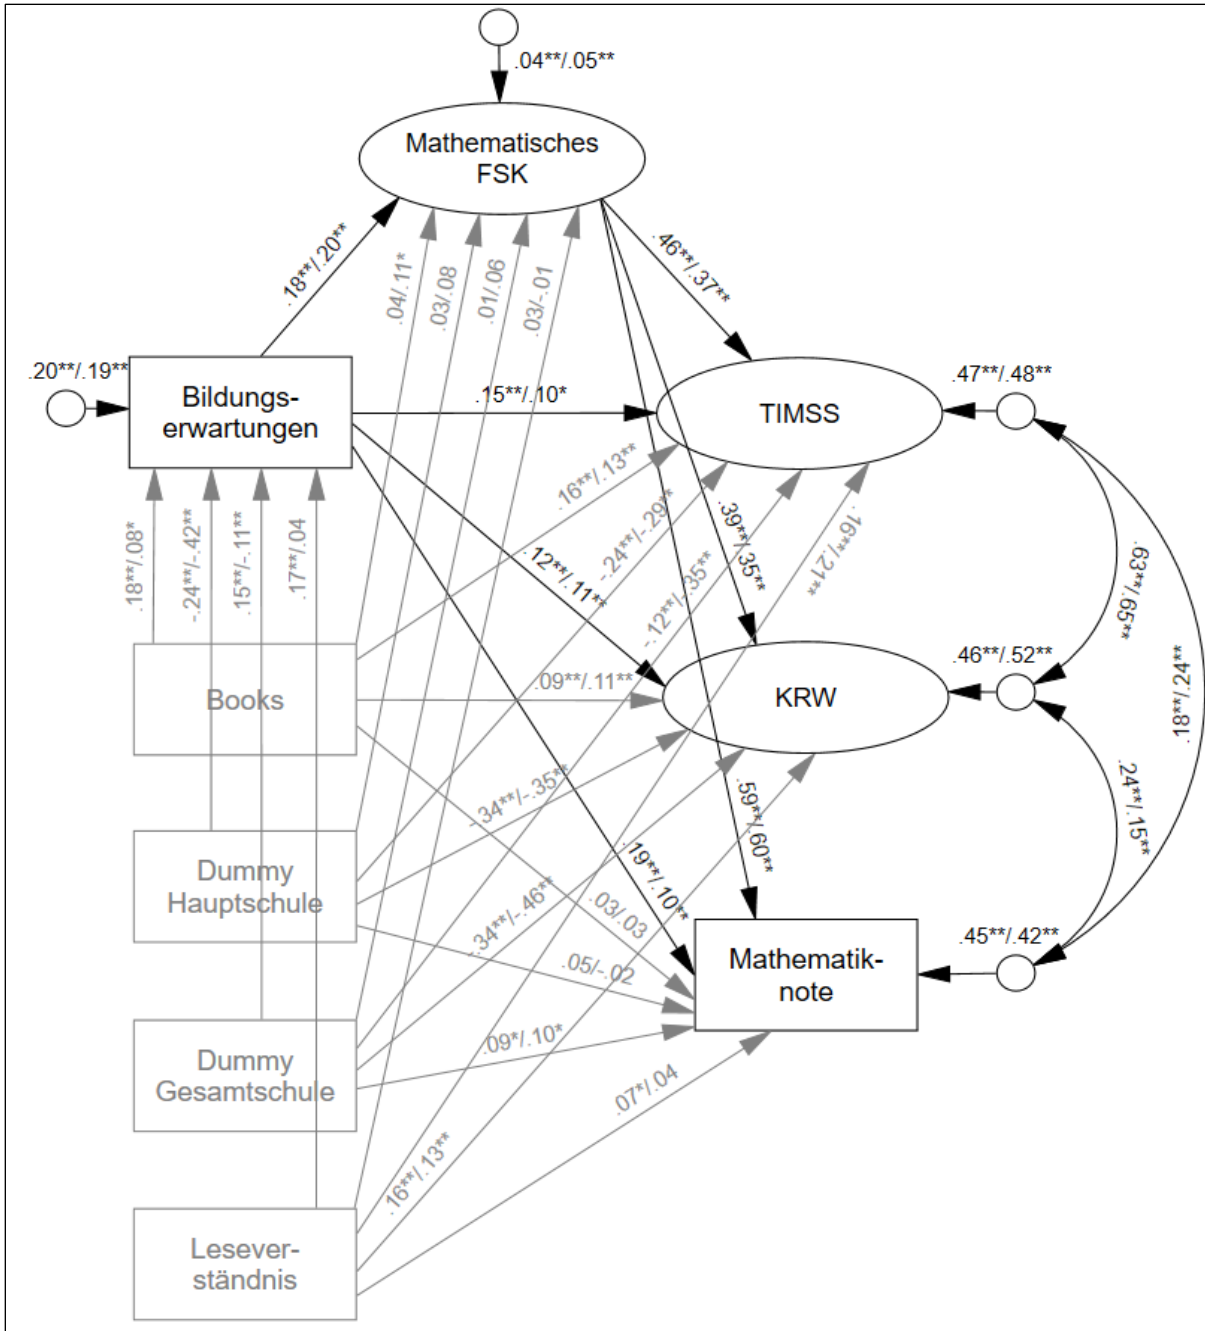 .04**/.05**
Mathematisches
FSK
.18**/.20**
.04/.11*
.03/.08
.01/.06
.03/-.01
.46**/.37**
.20**/.19**
Bildungs-
erwartungen
.15**/.10*
TIMSS
.47**/.48**
.16**/.13**
-.24**/-.29**
-.12**/-.35**
.16**/.21**
.39**/.35**
.12**/.11**
.18**/.08*
-.24**/-.42**
.15**/-.11**
.17**/.04
.63**/.65**
.18**/.24**
Books
.09**/.11**
KRW
.46**/.52**
-.34**/-.35**
.59**/.60**
.24**/.15**
Dummy
Hauptschule
.19**/.10**
.03/.03
-.34**/-.46**
.05/-.02
Mathematik-
note
.45**/.42**
Dummy
Gesamtschule
.09*/.10*
.07*/.04
.16**/.13**
Lesever-
ständnis